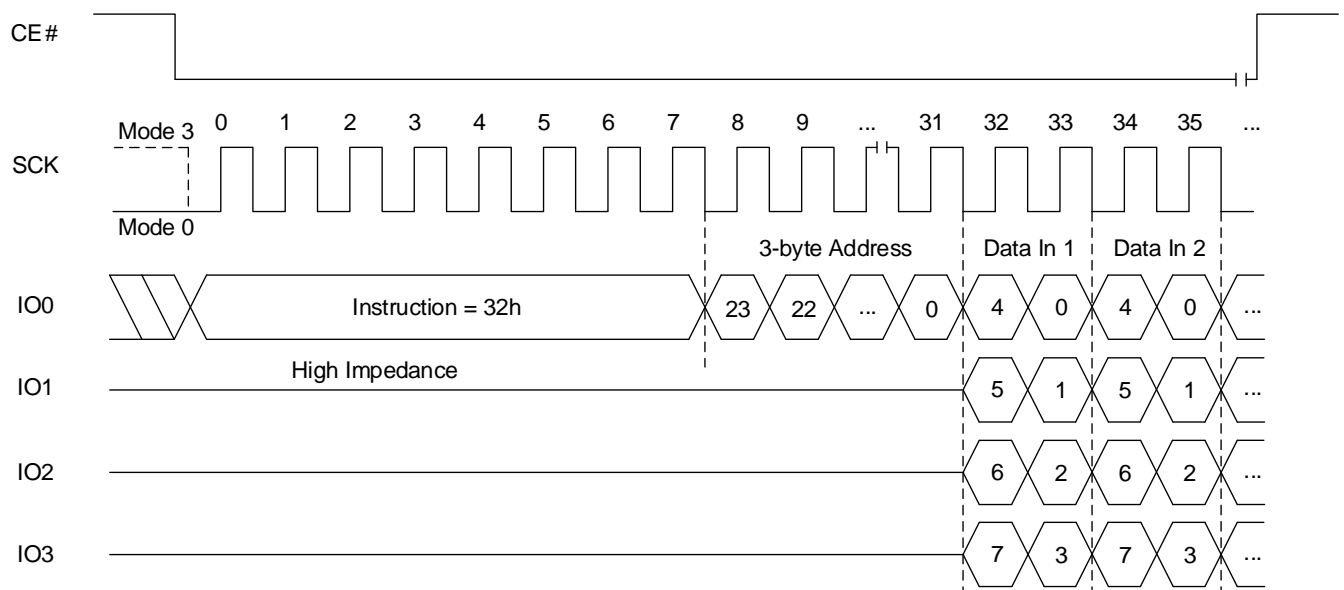 CE#
Mode 3 0 1 2 3 4 5 6 7 8 9 ... 31 32 33 34 35 ...
SCK
Mode 0
3-byte Address Data In 1 Data In 2
IO0 Instruction = 32h 23 22 ... 0 4 0 4 0 ...
High Impedance
IO1 5 1 5 1 ...
IO2 6 2 6 2 ...
IO3 7 3 7 3 ...